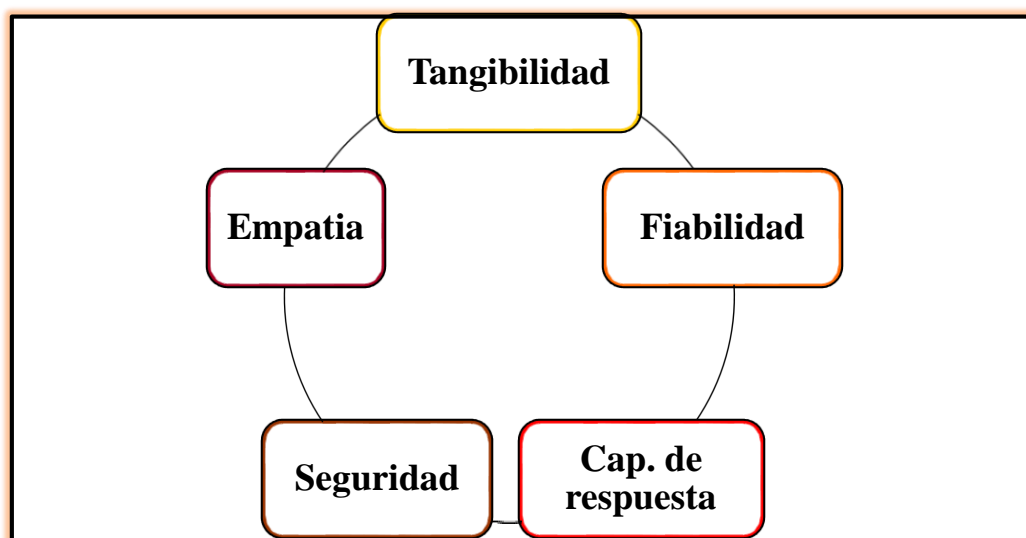 Tangibilidad
Empatia
Fiabilidad
Seguridad
Cap. de
respuesta